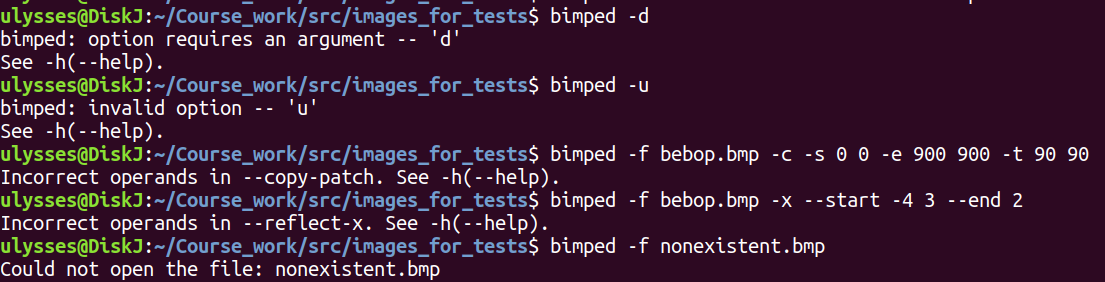 ulysses@DiskJ:~/Course_work/src/images_for_tests$ bimped -d
bimped: option requires an argument -- 'd'
See -h(--help).
ulysses@DiskJ:~/Course_work/src/images_for_tests$ bimped -u
bimped: invalid option -- 'u'
See -h(--help).
ulysses@DiskJ:~/Course_work/src/images_for_tests$ bimped -f bebop.bmp -c -s 0 0 -e 900 900 -t 90 90
Incorrect operands in --copy-patch. See -h(--help).
ulysses@DiskJ:~/Course_work/src/images_for_tests$ bimped -f bebop.bmp -x --start -4 3 --end 2
Incorrect operands in --reflect-x. See -h(--help).
ulysses@DiskJ:~/Course_work/src/images_for_tests$ bimped -f nonexistent.bmp
Could not open the file: nonexistent.bmp